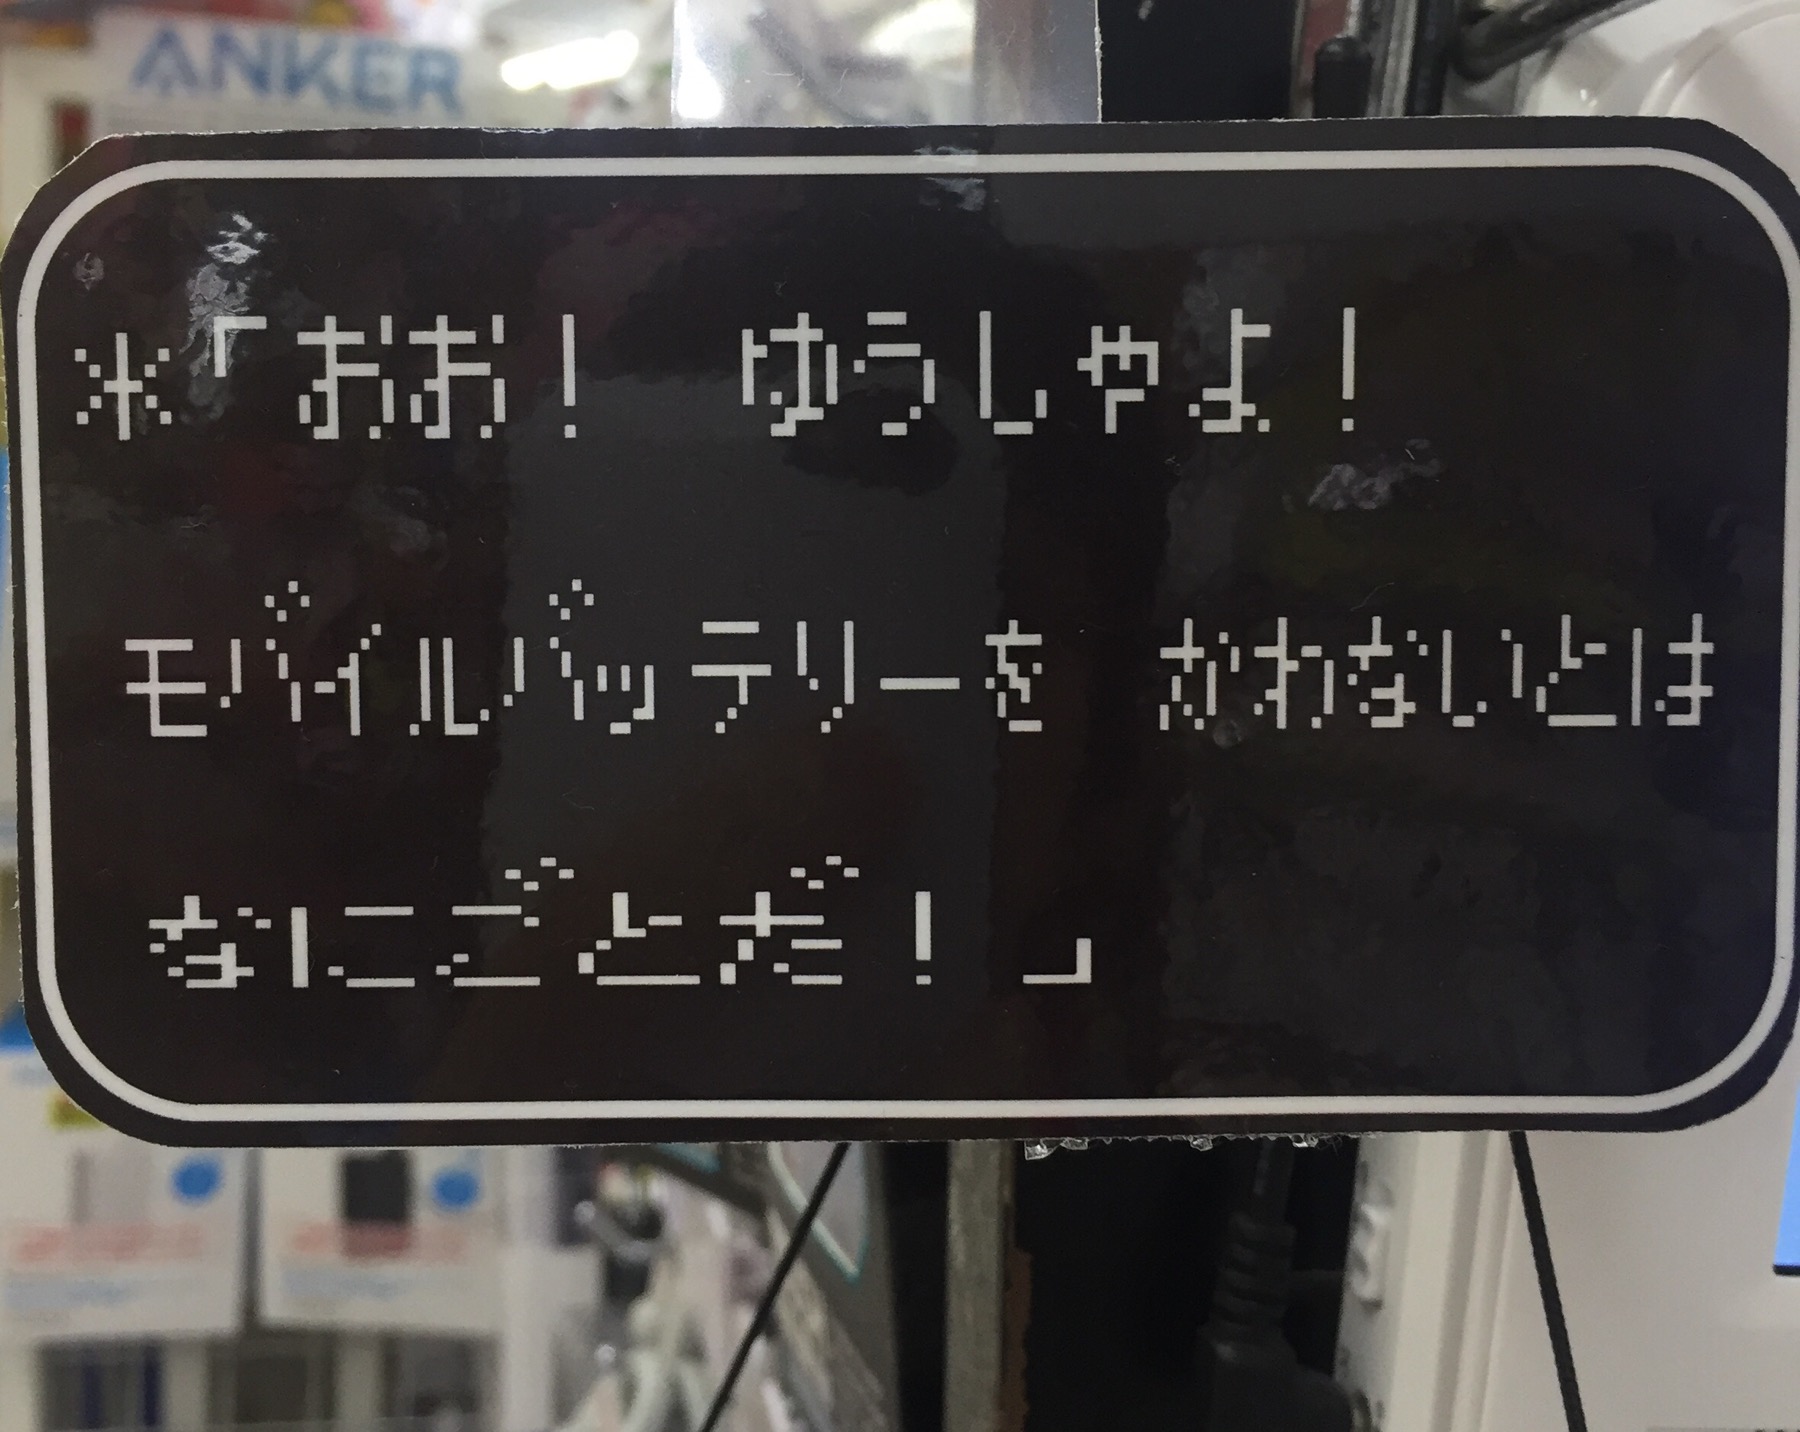 ANKER
*「おお! ゆうしゃよ!
モバイルバッテリーを かわないとは
なにごとだ! 」